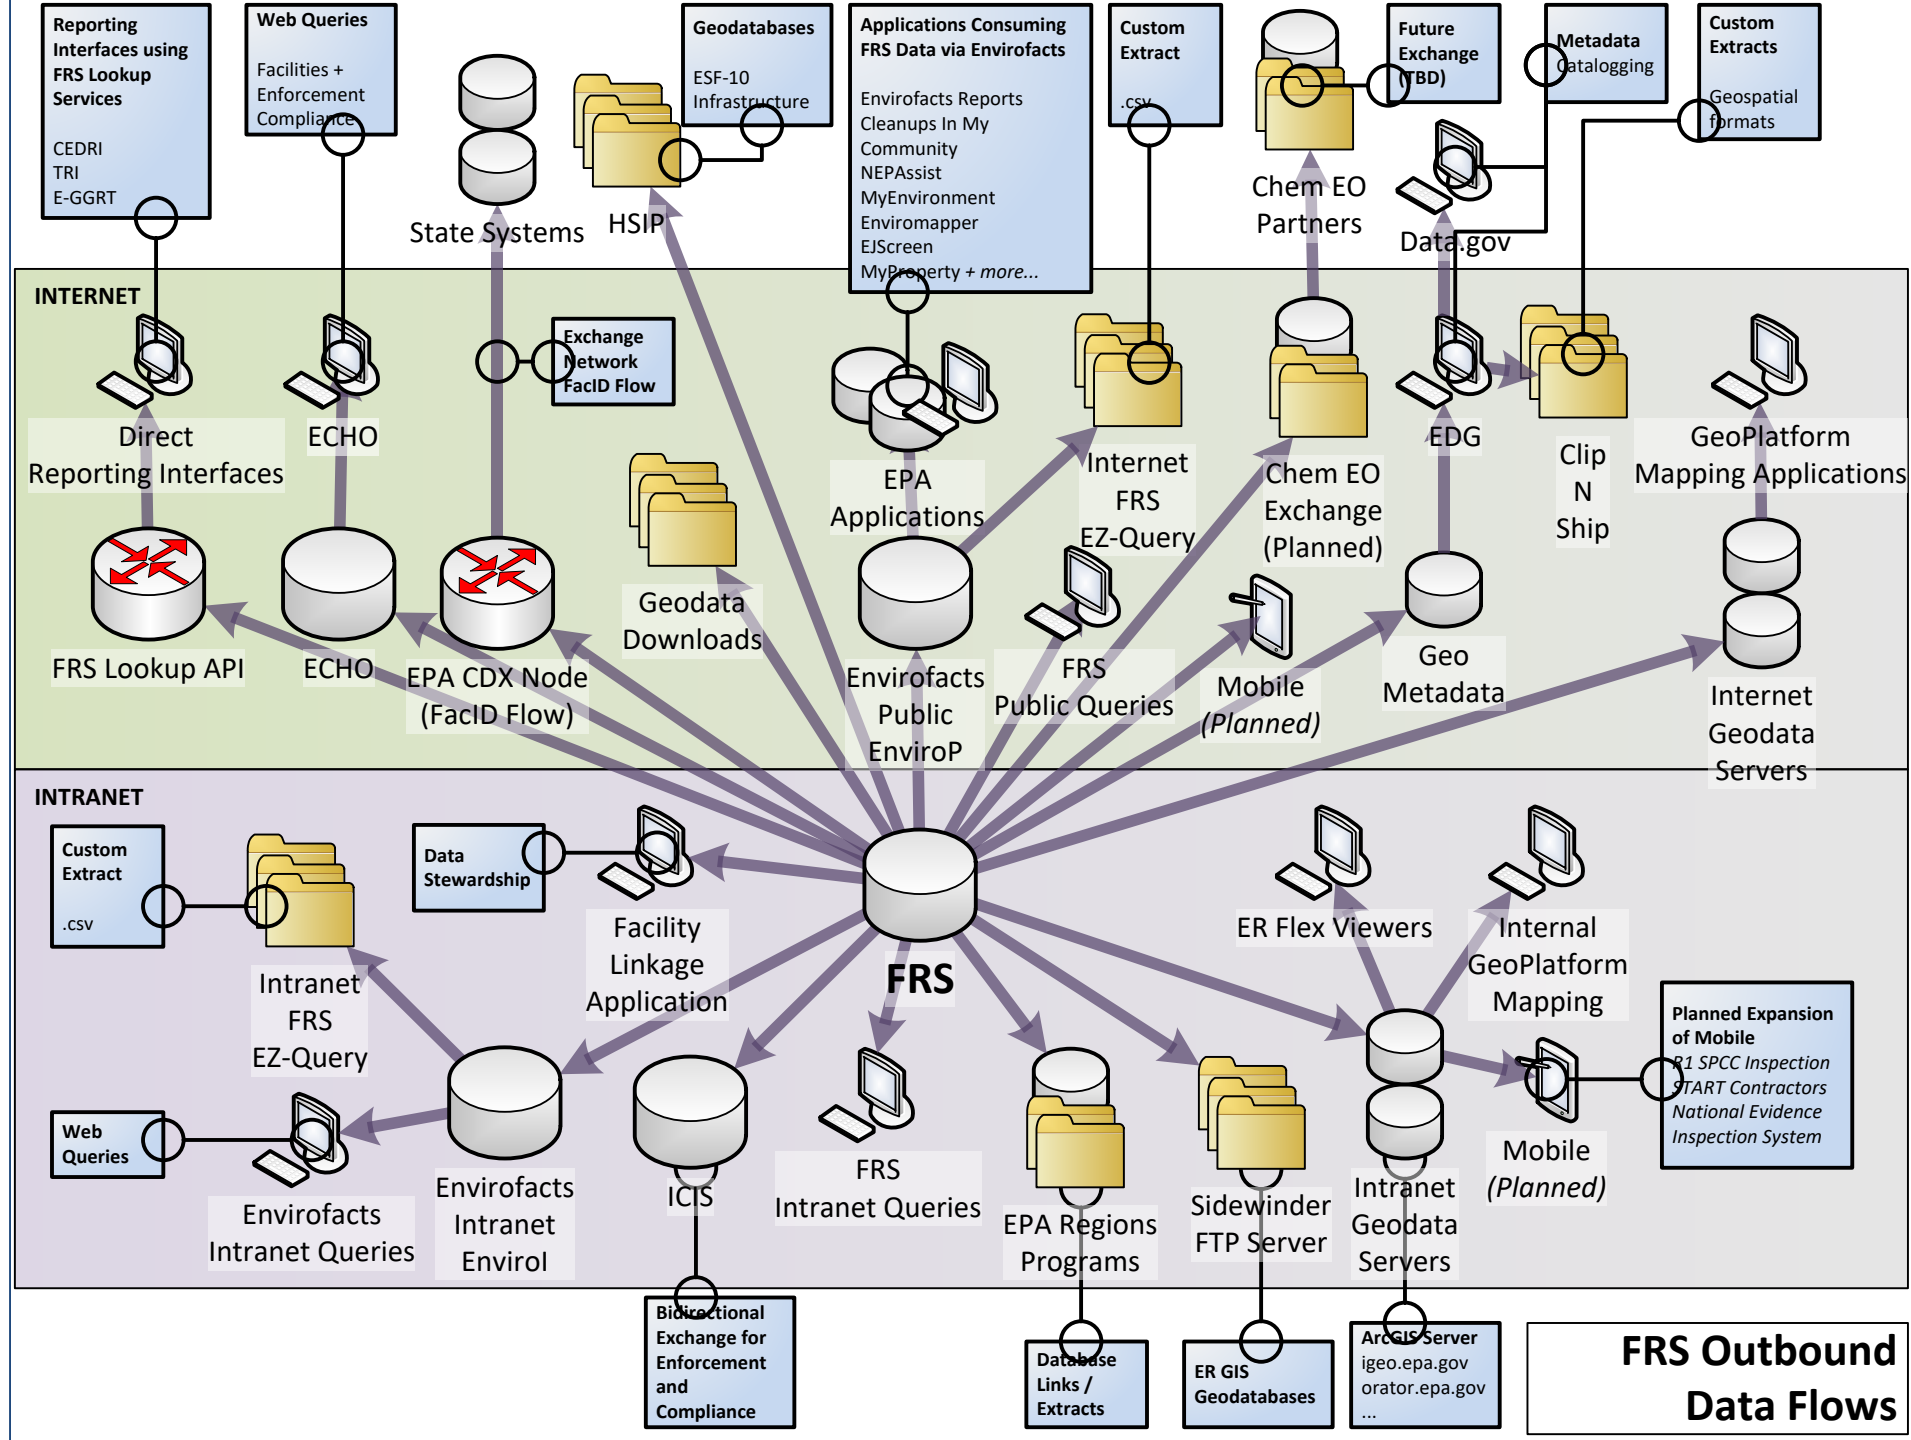 Reporting
Interfaces using
FRS Lookup
Services
CEDRI
TRI
E-GGRT
Web Queries
Facilities +
Enforcement
Compliance
State Systems
HSIP
Geodatabases
ESF-10
Infrastructure
Applications Consuming
FRS Data via Envirofacts
Envirofacts Reports
Cleanups In My
Community
NEPAssist
MyEnvironment
Enviromapper
EJScreen
MyProperty + more...
Custom
Extract
.csv
Chem EO
Partners
Future
Exchange
(TBD)
Metadata
Catalogging
Data.gov
Custom
Extracts
Geospatial
formats
INTERNET
Exchange
Network
FacID Flow
Direct
Reporting Interfaces
ECHO
EPA
Applications
Internet
FRS
EZ-Query
Chem EO
Exchange
(Planned)
EDG
Clip
N
Ship
GeoPlatform
Mapping Applications
FRS Lookup API
ECHO
EPA CDX Node
(FacID Flow)
Geodata
Downloads
Envirofacts
Public
EnviroP
FRS
Public Queries
Mobile
(Planned)
Geo
Metadata
Internet
Geodata
Servers
INTRANET
Custom
Extract
.csv
Intranet
FRS
EZ-Query
Data
Stewardship
Facility
Linkage
Application
FRS
ER Flex Viewers
Internal
GeoPlatform
Mapping
Planned Expansion
of Mobile
R1 SPCC Inspection
START Contractors
National Evidence
Inspection System
Web
Queries
Envirofacts
Intranet Queries
Envirofacts
Intranet
EnviroI
ICIS
FRS
Intranet Queries
EPA Regions
Programs
Sidewinder
FTP Server
Intranet
Geodata
Servers
Mobile
(Planned)
Bidirectional
Exchange for
Enforcement
and
Compliance
Database
Links /
Extracts
ER GIS
Geodatabases
ArcGIS Server
igeo.epa.gov
orator.epa.gov
...
FRS Outbound
Data Flows